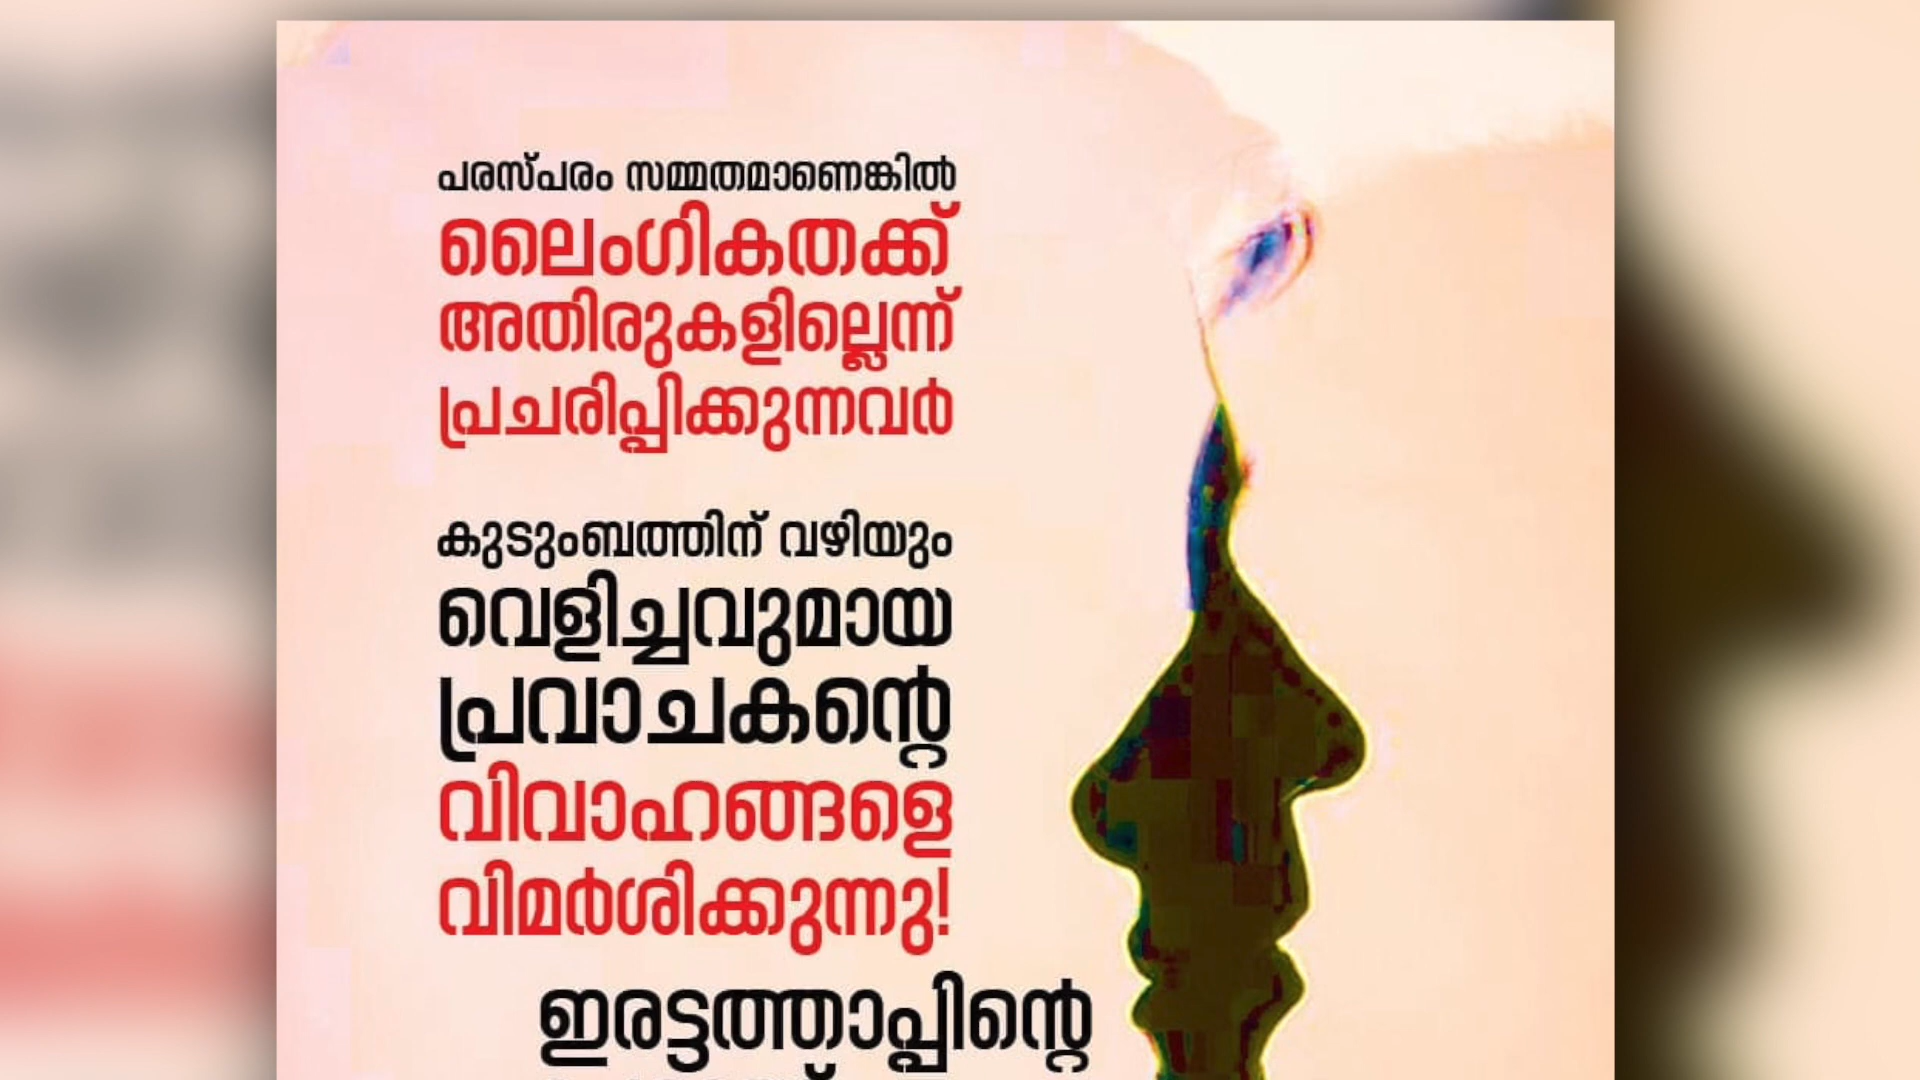 പരസ്പരം സമ്മതമാണെങ്കിൽ
ലൈംഗികതക്ക്
അതിരുകളില്ലെന്ന്
പ്രചരിപ്പിക്കുന്നവർ
കുടുംബത്തിന് വഴിയും
വെളിച്ചവുമായ
പ്രവാചകന്റെ
വിവാഹങ്ങളെ
വിമർശിക്കുന്നു!
ഇരട്ടത്താപ്പിന്റെ